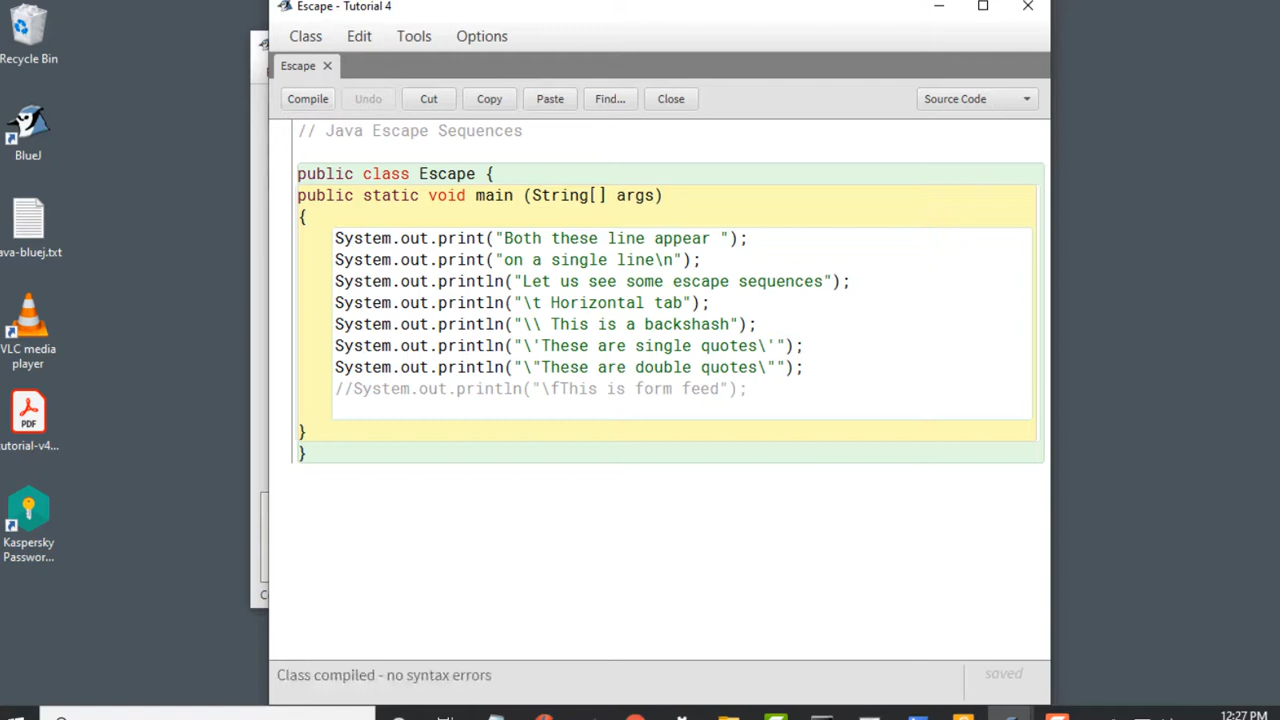 Escape - Tutorial 4
Recycle Bin
Class Edit Tools Options
Escape ×
Compile Undo Cut Copy Paste Find... Close Source Code
// Java Escape Sequences
BlueJ
public class Escape {
public static void main (String[] args)
{
System.out.print("Both these line appear ");
ava-bluej.txt
System.out.print("on a single line\n");
System.out.println("Let us see some escape sequences");
System.out.println("\t Horizontal tab");
System.out.println("\\ This is a backshash");
System.out.println("\'These are single quotes\'");
VLC media
player
System.out.println("\"These are double quotes\"");
//System.out.println("\fThis is form feed");
PDF
}
utorial-v4...
}
Kaspersky
Passwor...
Class compiled - no syntax errors
saved
12:27 PM